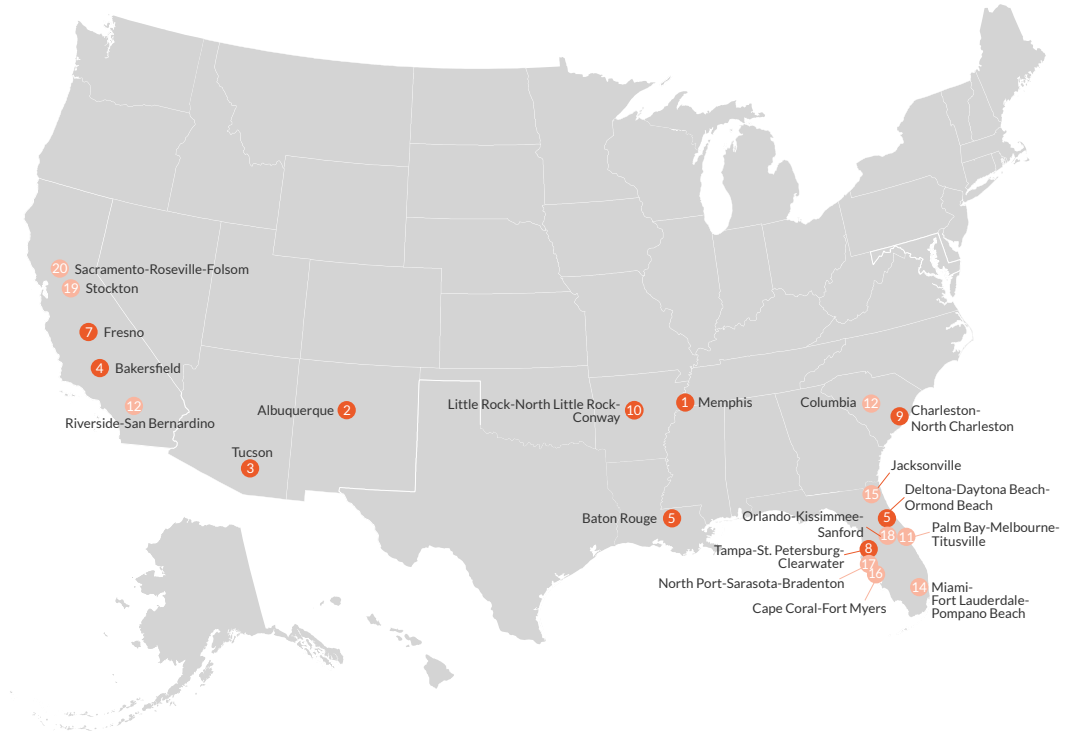 20 Sacramento-Roseville-Folsom
19 Stockton
7 Fresno
4 Bakersfield
12
Riverside-San Bernardino
Albuquerque 2
Tucson
3
Little Rock-North Little Rock-
Conway 10
1 Memphis
Columbia 12
9 Charleston-
North Charleston
Baton Rouge 5
Jacksonville
15
Deltona-Daytona Beach-
Ormond Beach
5
Orlando-Kissimmee-
Sanford
18
11 Palm Bay-Melbourne-
Titusville
Tampa-St. Petersburg-
Clearwater
8
17
North Port-Sarasota-Bradenton
16
Cape Coral-Fort Myers
14 Miami-
Fort Lauderdale-
Pompano Beach